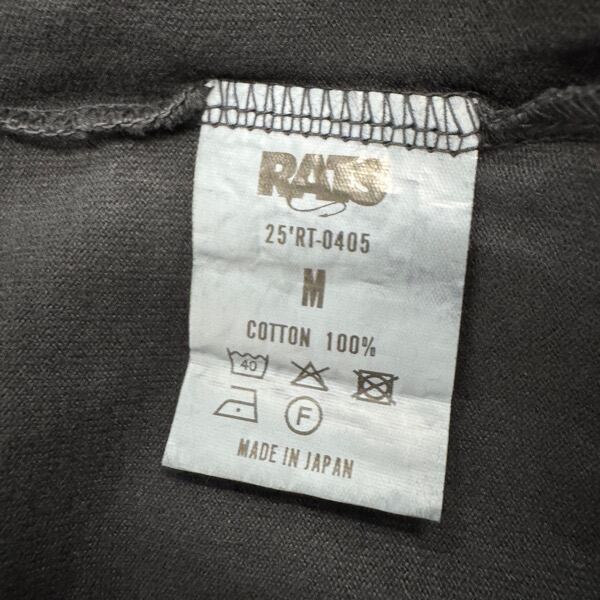 RATS
25'RT-0405
M
COTTON 100%
40
F
MADE IN JAPAN